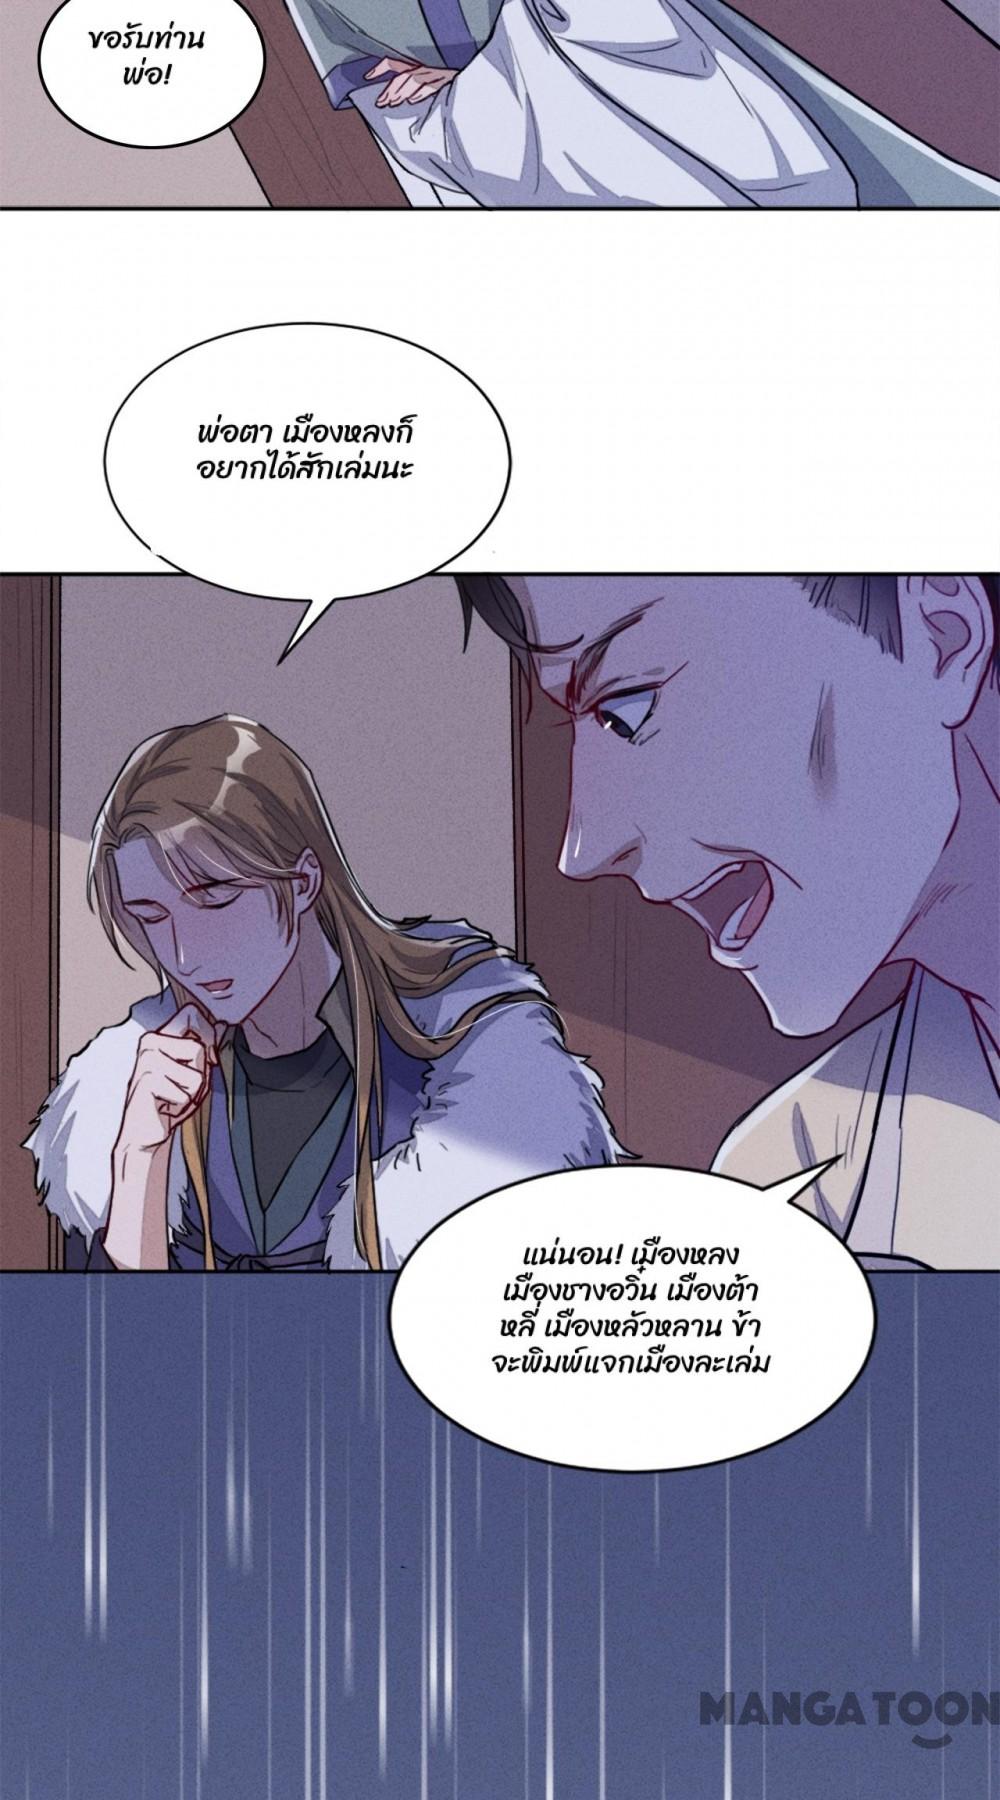 ขอรับท่าน
พ่อ!
พ่อตา เมืองหลงก็
อยากได้สักเล่มนะ
แน่นอน! เมืองหลง
เมืองชางอวิ๋น เมืองต้า
หลี่ เมืองหลัวหลาน ข้า
จะพิมพ์แจกเมืองละเล่ม
MANGATOON